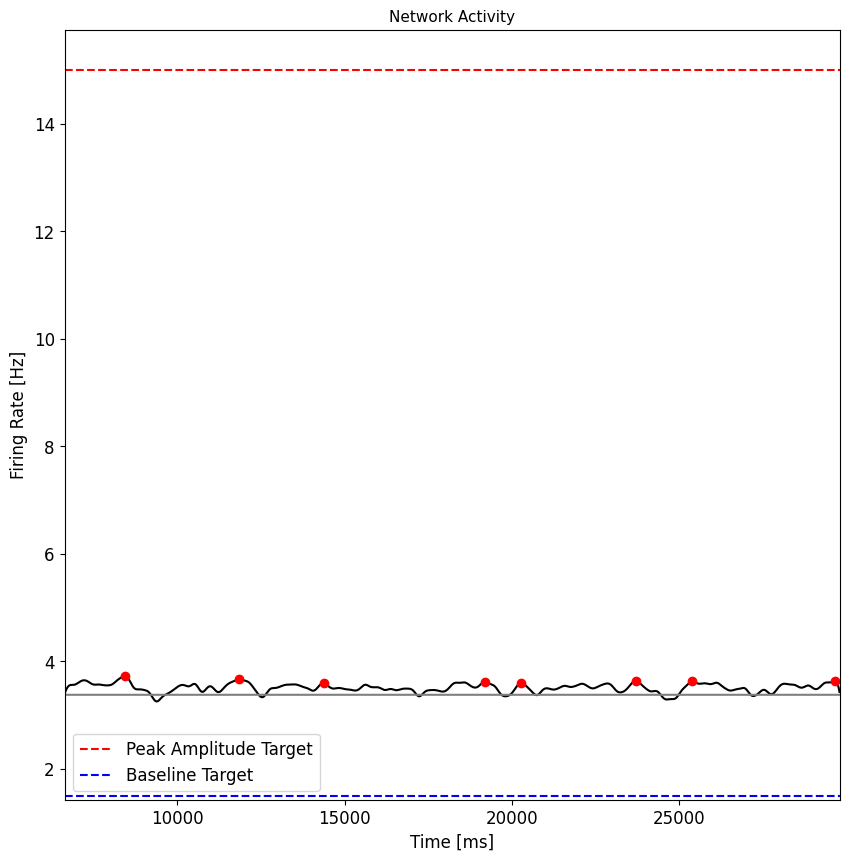 Network Activity
Firing Rate [Hz]
14
12
10
8
6
4
2
Peak Amplitude Target
Baseline Target
10000 15000 20000 25000
Time [ms]